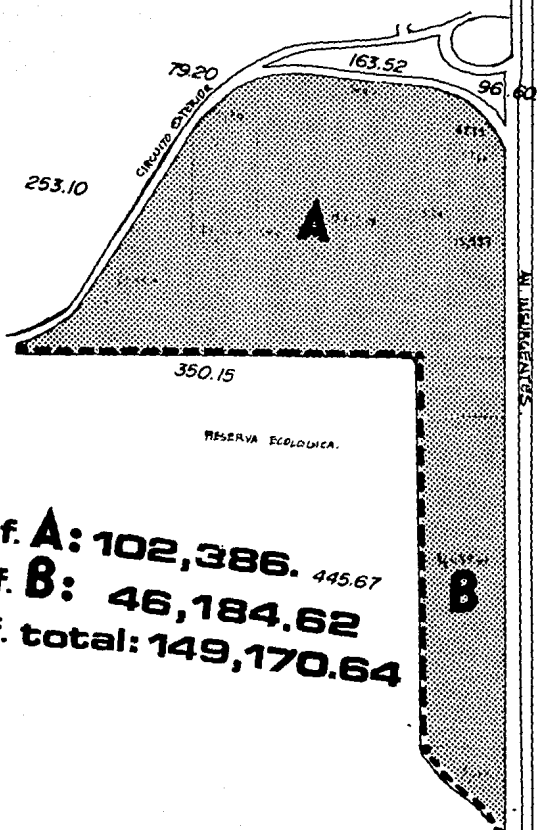 79.20
163.52
96.60
CIRCUITO EXTERIOR
253.10
A
AV. INSURGENTES.
350.15
RESERVA ECOLOGICA.
f. A: 102,386.
445.67
f. B: 46,184.62
f. total: 149,170.64
B